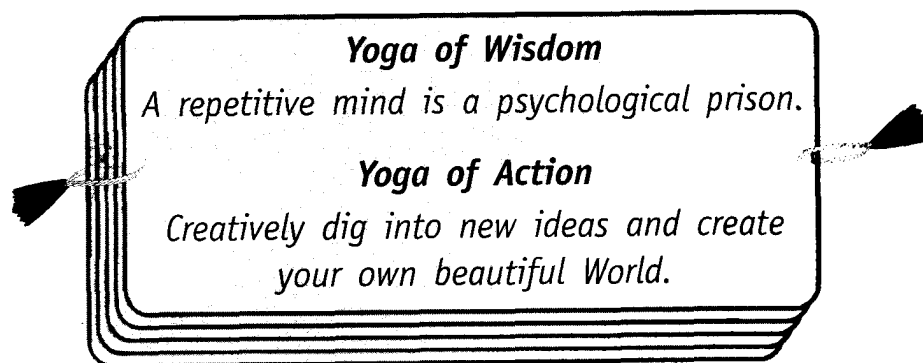 Yoga of Wisdom
A repetitive mind is a psychological prison.
Yoga of Action
Creatively dig into new ideas and create
your own beautiful World.